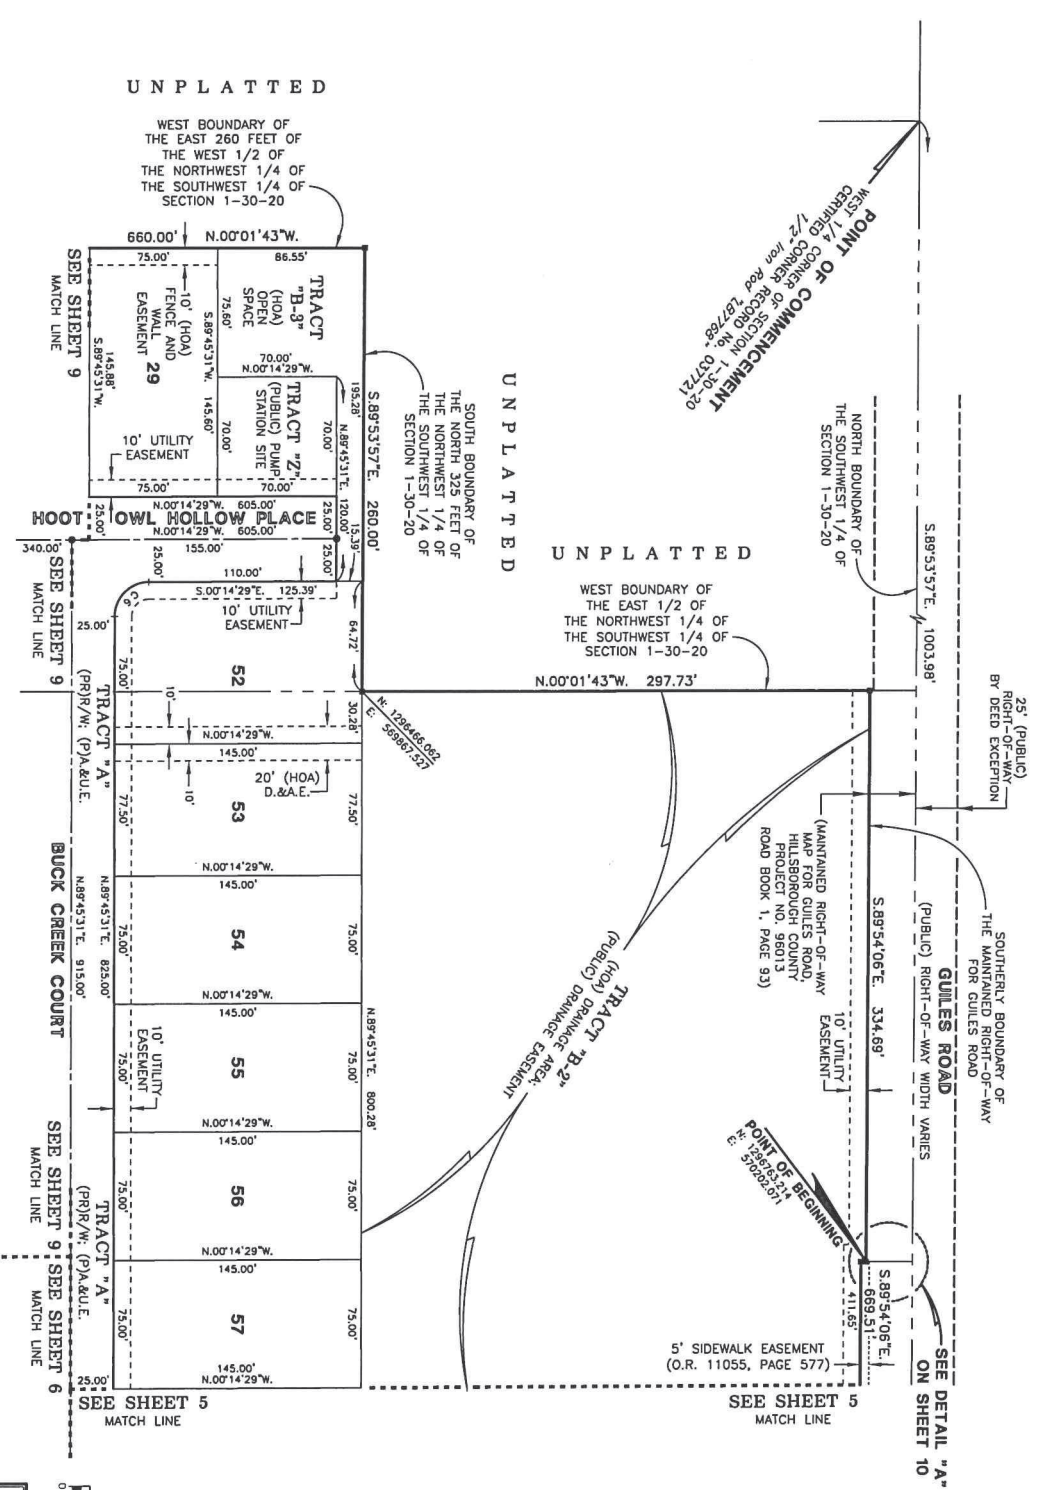 UNPLATTED
WEST BOUNDARY OF
THE EAST 260 FEET OF
THE WEST 1/2 OF
THE NORTHWEST 1/4 OF
THE SOUTHWEST 1/4 OF
SECTION 1-30-20
660.00'
N.00°01'43"W.
75.00'
86.55'
SEE SHEET 9
MATCH LINE
10' (HOA)
FENCE AND
WALL
EASEMENT
29
S.89°45'31"W. 145.60'
145.88'
S.89°45'31"W.
10' UTILITY
EASEMENT
75.00'
TRACT
"B-3"
(HOA)
OPEN
SPACE
75.60'
70.00'
N.00°14'29"W.
TRACT "Z"
(PUBLIC) PUMP
STATION SITE
70.00'
70.00'
70.00'
195.28'
S.89°53'57"E. 260.00'
N.89°45'31"E. 120.00'
15.39'
SOUTH BOUNDARY OF
THE NORTH 325 FEET OF
THE NORTHWEST 1/4 OF
THE SOUTHWEST 1/4 OF
SECTION 1-30-20
UNPLATTED
N.00°14'29"W. 605.00'
HOOT OWL HOLLOW PLACE
N.00°14'29"W. 605.00'
25.00'
25.00'
25.00'
25.00'
340.00'
155.00'
110.00'
S.00°14'29"E. 125.39'
10' UTILITY
EASEMENT
SEE SHEET 9
MATCH LINE
25.00'
75.00'
52
64.72'
30.28'
TRACT "A"
(PR)R/W; (P)A.&U.E.
10'
10'
N.00°14'29"W.
145.00'
20' (HOA)
D.&A.E.
N: 1296466.062
E: 569867.527
53
77.50'
77.50'
N.00°14'29"W.
145.00'
BUCK CREEK COURT
N.89°45'31"E. 915.00'
N.89°45'31"E. 825.00'
54
75.00'
75.00'
N.00°14'29"W.
145.00'
55
75.00'
75.00'
N.89°45'31"E. 800.28'
10' UTILITY
EASEMENT
N.00°14'29"W.
145.00'
56
75.00'
75.00'
N.00°14'29"W.
145.00'
57
75.00'
75.00'
145.00'
N.00°14'29"W.
SEE SHEET 9
MATCH LINE
SEE SHEET 6
MATCH LINE
TRACT "A"
(PR)R/W; (P)A.&U.E.
25.00'
SEE SHEET 5
MATCH LINE
UNPLATTED
WEST BOUNDARY OF
THE EAST 1/2 OF
THE NORTHWEST 1/4 OF
THE SOUTHWEST 1/4 OF
SECTION 1-30-20
N.00°01'43"W. 297.73'
TRACT "B-2"
(HOA) DRAINAGE AREA;
(PUBLIC) DRAINAGE EASEMENT
POINT OF COMMENCEMENT
WEST 1/4 CORNER OF SECTION 1-30-20
CERTIFIED CORNER RECORD No. 037721
1/2" Iron Rod "LB7768"
NORTH BOUNDARY OF
THE SOUTHWEST 1/4 OF
SECTION 1-30-20
S.89°53'57"E. 1003.98'
25' (PUBLIC)
RIGHT-OF-WAY
BY DEED EXCEPTION
(MAINTAINED RIGHT-OF-WAY
MAP FOR GUILES ROAD,
HILLSBOROUGH COUNTY
PROJECT NO. 96013
ROAD BOOK 1, PAGE 93)
SOUTHERLY BOUNDARY OF
THE MAINTAINED RIGHT-OF-WAY
FOR GUILES ROAD
GUILES ROAD
(PUBLIC) RIGHT-OF-WAY WIDTH VARIES
S.89°54'06"E. 334.69'
10' UTILITY
EASEMENT
POINT OF BEGINNING
N: 1296763.214
E: 570202.071
S.89°54'06"E.
669.51'
411.65'
5' SIDEWALK EASEMENT
(O.R. 11055, PAGE 577)
SEE SHEET 5
MATCH LINE
SEE DETAIL "A"
ON SHEET 10